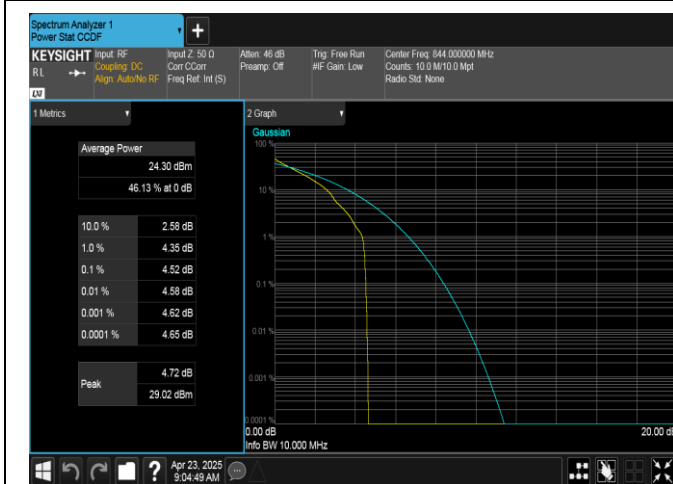 Spectrum Analyzer 1
Power Stat CCDF
+
KEYSIGHT
RL
LXI
Input: RF
Coupling: DC
Align: Auto/No RF
Input Z: 50 Ω
Corr CCorr
Freq Ref: Int (S)
Atten: 46 dB
Preamp: Off
Trig: Free Run
#IF Gain: Low
Center Freq: 844.000000 MHz
Counts: 10.0 M/10.0 Mpt
Radio Std: None
1 Metrics
Average Power
24.30 dBm
46.13 % at 0 dB
10.0 % 2.58 dB
1.0 % 4.35 dB
0.1 % 4.52 dB
0.01 % 4.58 dB
0.001 % 4.62 dB
0.0001 % 4.65 dB
Peak
4.72 dB
29.02 dBm
2 Graph
Gaussian
100 %
10 %
1 %
0.1 %
0.01 %
0.001 %
0.0001 %
0.00 dB
20.00 dB
Info BW 10.000 MHz
?
Apr 23, 2025
9:04:49 AM